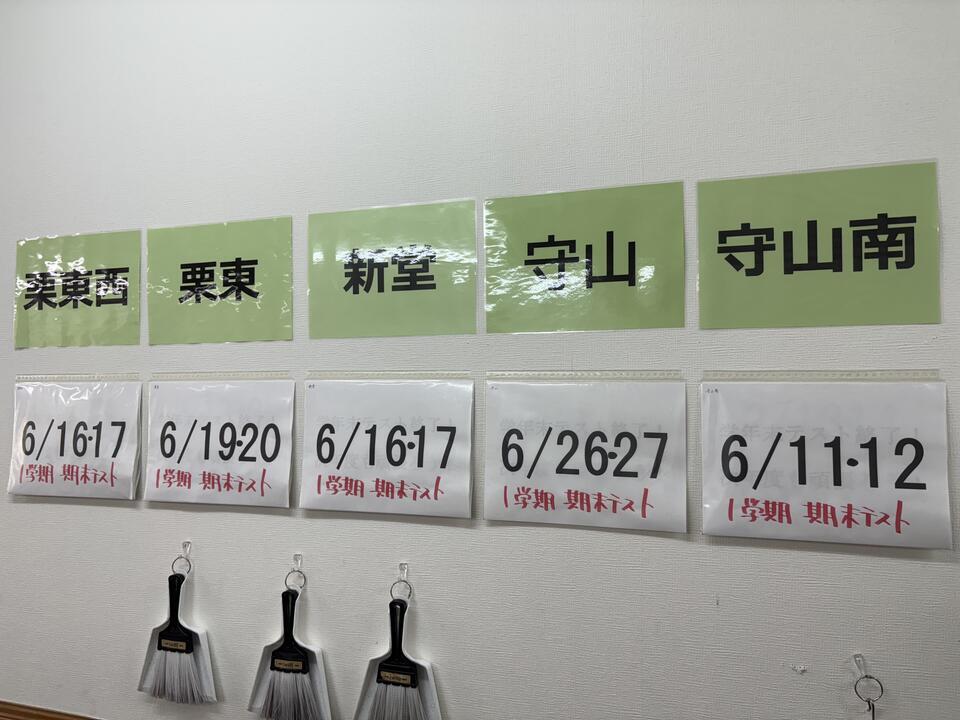 栗東西
栗東
新堂
守山
守山南
6/16・17
1学期 期末テスト
6/19・20
1学期 期末テスト
6/16・17
1学期 期末テスト
6/26・27
1学期 期末テスト
6/11・12
1学期 期末テスト